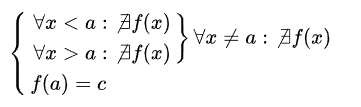 ∀x < a : ∄f(x)
∀x > a : ∄f(x)
f(a) = c
∀x ≠ a : ∄f(x)